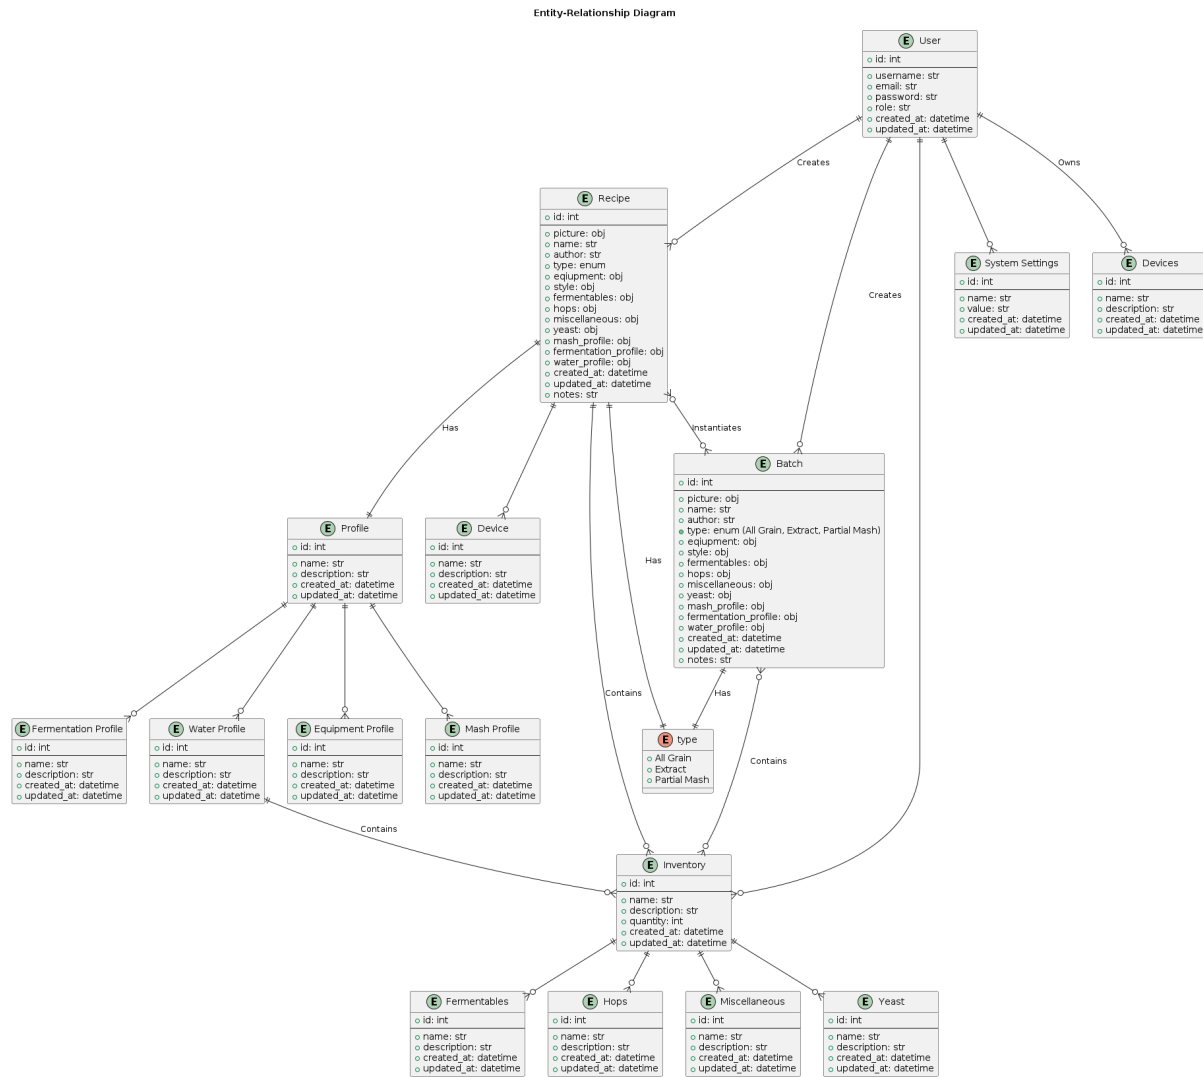 Entity-Relationship Diagram
E User
id: int
username: str
email: str
password: str
role: str
created_at: datetime
updated_at: datetime
Creates
Owns
Creates
E Recipe
id: int
picture: obj
name: str
author: str
type: enum
eqiupment: obj
style: obj
fermentables: obj
hops: obj
miscellaneous: obj
yeast: obj
mash_profile: obj
fermentation_profile: obj
water_profile: obj
created_at: datetime
updated_at: datetime
notes: str
E System Settings
id: int
name: str
value: str
created_at: datetime
updated_at: datetime
E Devices
id: int
name: str
description: str
created_at: datetime
updated_at: datetime
Has
Instantiates
E Batch
id: int
picture: obj
name: str
author: str
type: enum (All Grain, Extract, Partial Mash)
eqiupment: obj
style: obj
fermentables: obj
hops: obj
miscellaneous: obj
yeast: obj
mash_profile: obj
fermentation_profile: obj
water_profile: obj
created_at: datetime
updated_at: datetime
notes: str
E Profile
id: int
name: str
description: str
created_at: datetime
updated_at: datetime
E Device
id: int
name: str
description: str
created_at: datetime
updated_at: datetime
Has
Contains
Has
E Fermentation Profile
id: int
name: str
description: str
created_at: datetime
updated_at: datetime
E Water Profile
id: int
name: str
description: str
created_at: datetime
updated_at: datetime
E Equipment Profile
id: int
name: str
description: str
created_at: datetime
updated_at: datetime
E Mash Profile
id: int
name: str
description: str
created_at: datetime
updated_at: datetime
E type
All Grain
Extract
Partial Mash
Contains
Contains
E Inventory
id: int
name: str
description: str
quantity: int
created_at: datetime
updated_at: datetime
E Fermentables
id: int
name: str
description: str
created_at: datetime
updated_at: datetime
E Hops
id: int
name: str
description: str
created_at: datetime
updated_at: datetime
E Miscellaneous
id: int
name: str
description: str
created_at: datetime
updated_at: datetime
E Yeast
id: int
name: str
description: str
created_at: datetime
updated_at: datetime